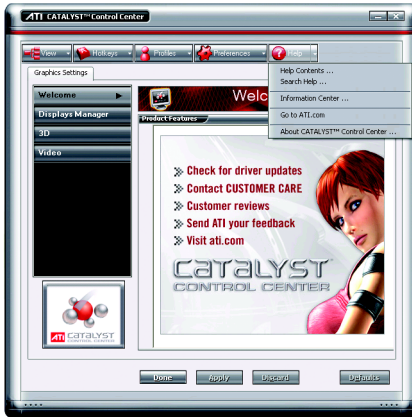 ATI CATALYST™ Control Center
View Hotkeys Profiles Preferences Help
Graphics Settings
Help Contents ...
Search Help ...
Information Center ...
Go to ATI.com
About CATALYST™ Control Center ...
Welcome
Displays Manager
3D
Video
Welc
Product Features
Check for driver updates
Contact CUSTOMER CARE
Customer reviews
Send ATI your feedback
Visit ati.com
CATALYST
CONTROL CENTER
ATI CATALYST
CONTROL CENTER
Done Apply Discard Defaults